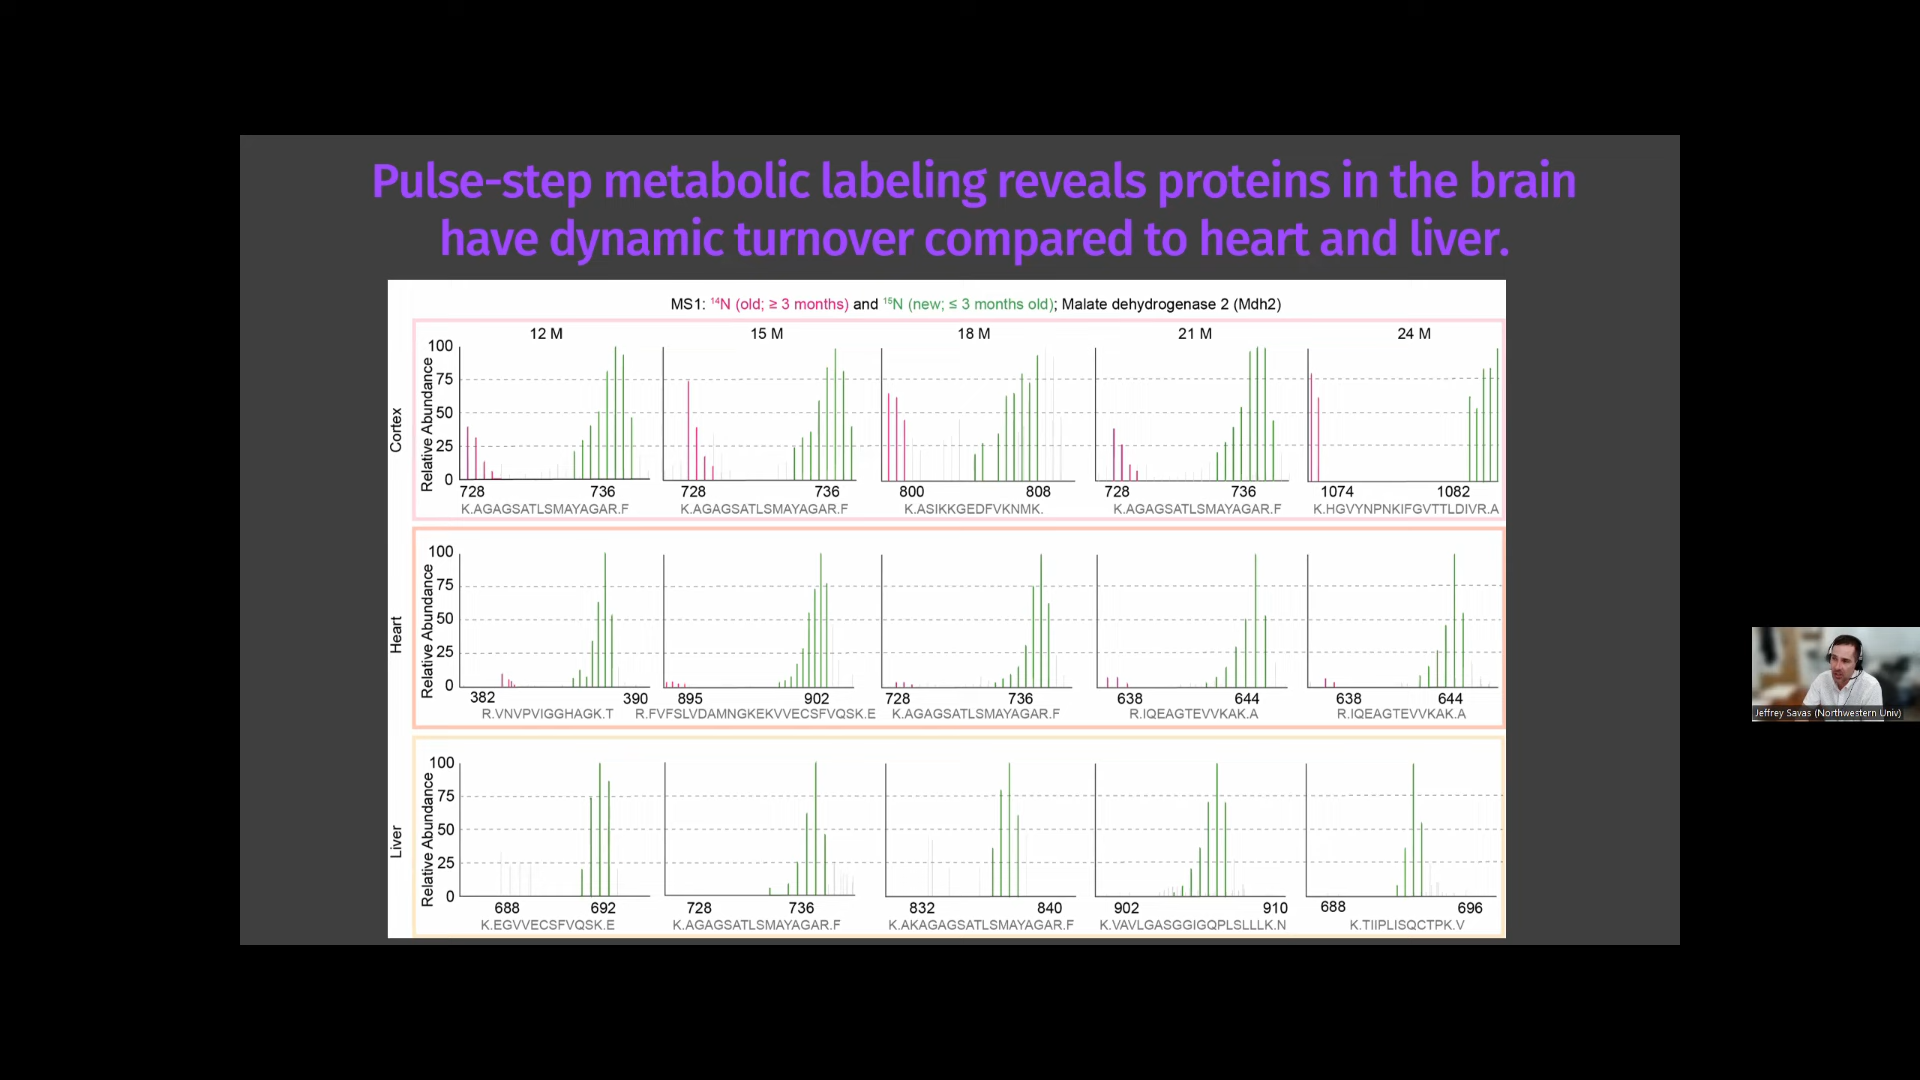 Pulse-step metabolic labeling reveals proteins in the brain
have dynamic turnover compared to heart and liver.
MS1: ¹⁴N (old; ≥ 3 months) and ¹⁵N (new; ≤ 3 months old); Malate dehydrogenase 2 (Mdh2)
12 M 15 M 18 M 21 M 24 M
Cortex
Relative Abundance
100
75
50
25
0
728 736 728 736 800 808 728 736 1074 1082
K.AGAGSATLSMAYAGAR.F K.AGAGSATLSMAYAGAR.F K.ASIKKGEDFVKNMK. K.AGAGSATLSMAYAGAR.F K.HGVYNPNKIFGVTTLDIVR.A
Heart
Relative Abundance
100
75
50
25
0
382 390 895 902 728 736 638 644 638 644
R.VNVPVIGGHAGK.T R.FVFSLVDAMNGKEKVVECSFVQSK.E K.AGAGSATLSMAYAGAR.F R.IQEAGTEVVKAK.A R.IQEAGTEVVKAK.A
Liver
Relative Abundance
100
75
50
25
0
688 692 728 736 832 840 902 910 688 696
K.EGVVECSFVQSK.E K.AGAGSATLSMAYAGAR.F K.AKAGAGSATLSMAYAGAR.F K.VAVLGASGGIGQPLSLLLK.N K.TIIPLISQCTPK.V
Jeffrey Savas (Northwestern Univ)